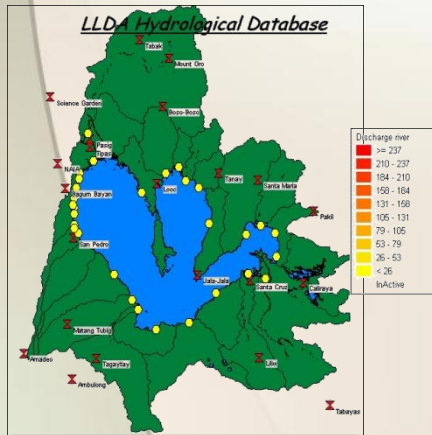 LLDA Hydrological Database
Tabak
Mount Oro
Science Garden
Boso-Boso
Pasig
Tipas
NAIA
Looc
Tanay
Santa Maria
Bagum Bayan
Pakil
San Pedro
Jala-Jala
Santa Cruz
Caliraya
Matang Tubig
Amadeo
Tagaytay
Liliw
Ambulong
Tabayas
Discharge river
>= 237
210 - 237
184 - 210
158 - 184
131 - 158
105 - 131
79 - 105
53 - 79
26 - 53
< 26
InActive